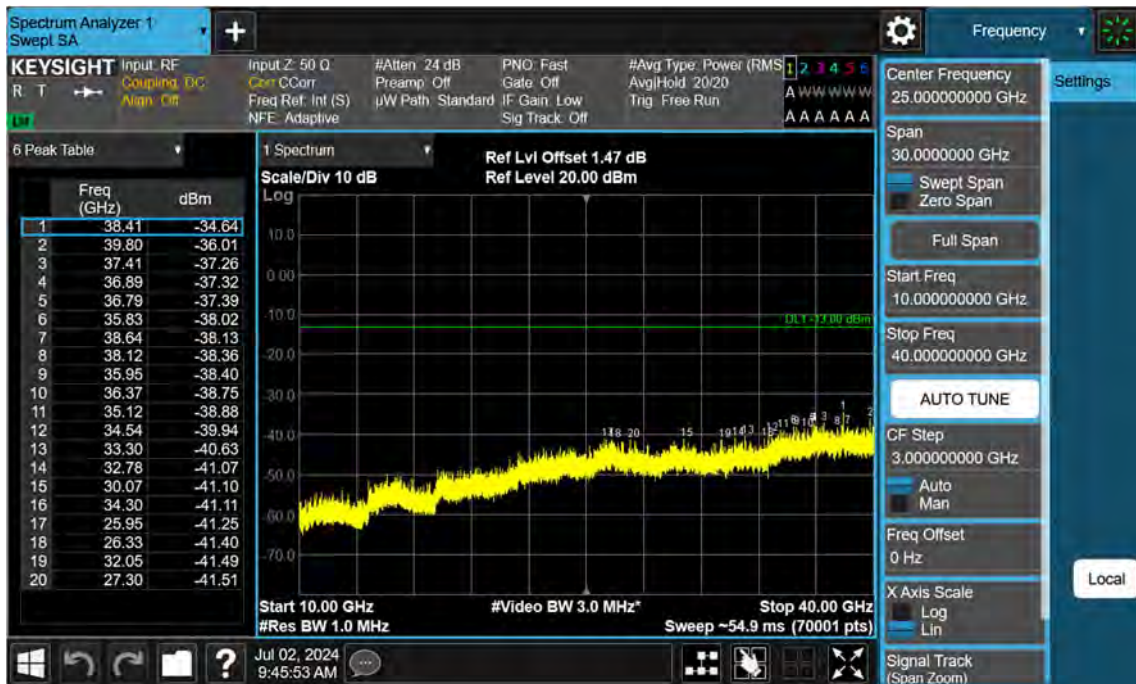 Spectrum Analyzer 1
Swept SA
+
Frequency
KEYSIGHT
R T
Input: RF
Coupling: DC
Align: Off
Input Z: 50 Ω
Corr CCorr
Freq Ref: Int (S)
NFE: Adaptive
#Atten: 24 dB
Preamp: Off
µW Path: Standard
PNO: Fast
Gate: Off
IF Gain: Low
Sig Track: Off
#Avg Type: Power (RMS
Avg|Hold: 20/20
Trig: Free Run
1 2 3 4 5 6
A W W W W W
A A A A A A
Center Frequency
25.000000000 GHz
Settings
Span
30.0000000 GHz
Swept Span
Zero Span
Full Span
Start Freq
10.000000000 GHz
Stop Freq
40.000000000 GHz
AUTO TUNE
CF Step
3.000000000 GHz
Auto
Man
Freq Offset
0 Hz
X Axis Scale
Log
Lin
Signal Track
(Span Zoom)
Local
6 Peak Table
Freq
(GHz)
dBm
1 38.41 -34.64
2 39.80 -36.01
3 37.41 -37.26
4 36.89 -37.32
5 36.79 -37.39
6 35.83 -38.02
7 38.64 -38.13
8 38.12 -38.36
9 35.95 -38.40
10 36.37 -38.75
11 35.12 -38.88
12 34.54 -39.94
13 33.30 -40.63
14 32.78 -41.07
15 30.07 -41.10
16 34.30 -41.11
17 25.95 -41.25
18 26.33 -41.40
19 32.05 -41.49
20 27.30 -41.51
1 Spectrum
Scale/Div 10 dB
Ref Lvl Offset 1.47 dB
Ref Level 20.00 dBm
Log
10.0
0.00
-10.0
DL1 -13.00 dBm
-20.0
-30.0
-40.0
-50.0
-60.0
-70.0
20
15
1
2
3
Start 10.00 GHz
#Video BW 3.0 MHz*
Stop 40.00 GHz
#Res BW 1.0 MHz
Sweep ~54.9 ms (70001 pts)
?
Jul 02, 2024
9:45:53 AM